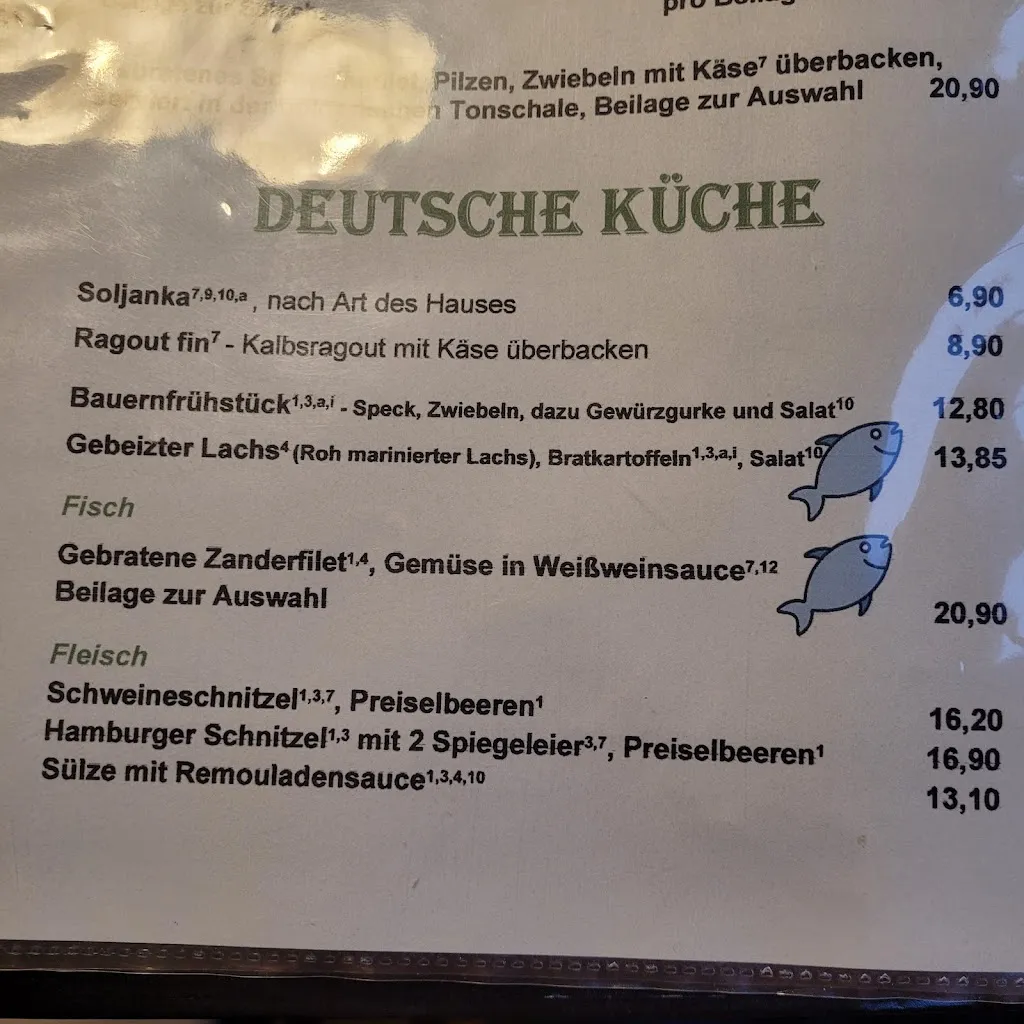 pro
Pilzen, Zwiebeln mit Käse⁷ überbacken,
Tonschale, Beilage zur Auswahl 20,90
DEUTSCHE KÜCHE
Soljanka⁷,⁹,¹⁰,ᵃ , nach Art des Hauses 6,90
Ragout fin⁷ - Kalbsragout mit Käse überbacken 8,90
Bauernfrühstück¹,³,ᵃ,ⁱ - Speck, Zwiebeln, dazu Gewürzgurke und Salat¹⁰ 12,80
Gebeizter Lachs⁴ (Roh marinierter Lachs), Bratkartoffeln¹,³,ᵃ,ⁱ, Salat¹⁰ 13,85
Fisch
Gebratene Zanderfilet¹,⁴, Gemüse in Weißweinsauce⁷,¹²
Beilage zur Auswahl 20,90
Fleisch
Schweineschnitzel¹,³,⁷, Preiselbeeren¹ 16,20
Hamburger Schnitzel¹,³ mit 2 Spiegeleier³,⁷, Preiselbeeren¹ 16,90
Sülze mit Remouladensauce¹,³,⁴,¹⁰ 13,10